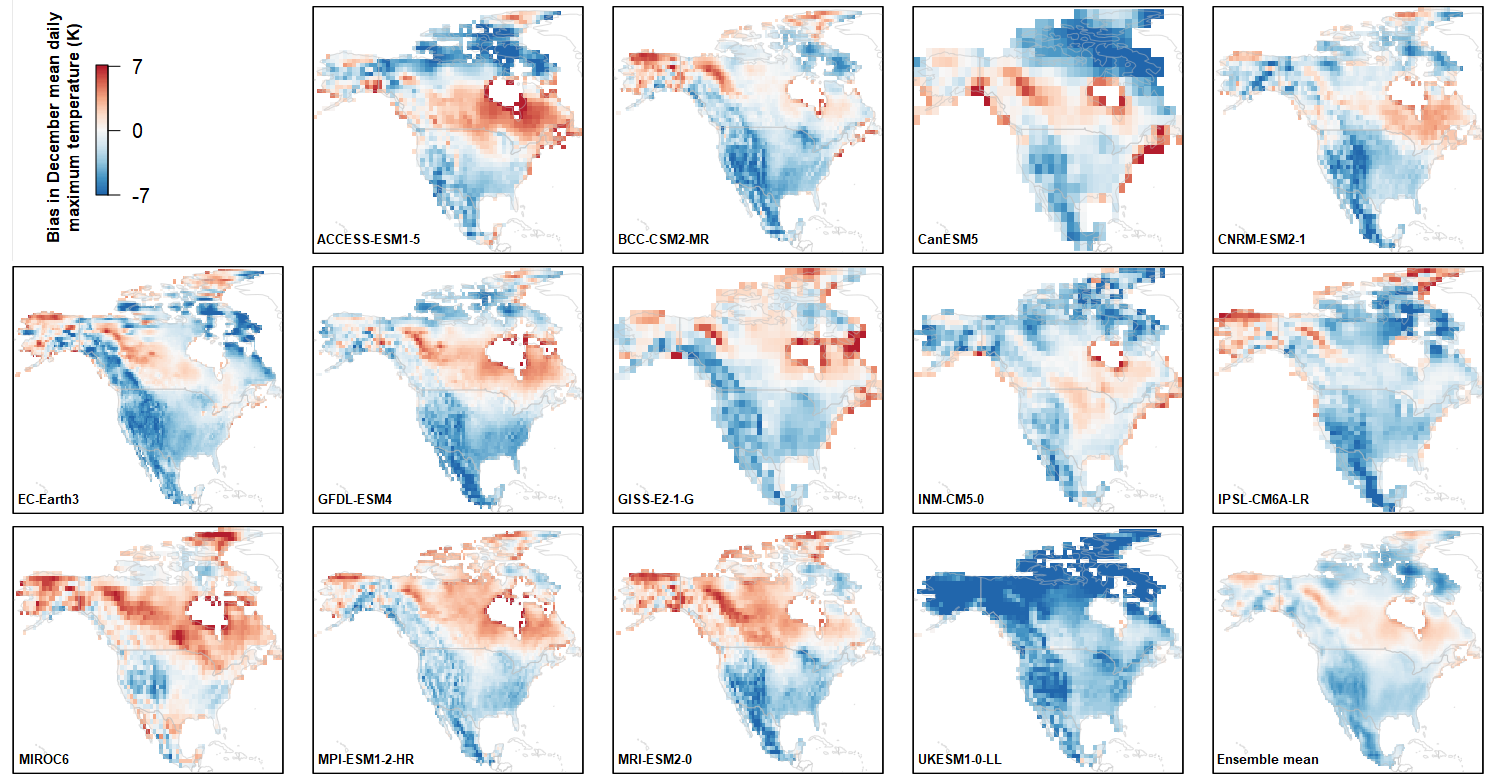 Bias in December mean daily
maximum temperature (K)
7
0
-7
ACCESS-ESM1-5
BCC-CSM2-MR
CanESM5
CNRM-ESM2-1
EC-Earth3
GFDL-ESM4
GISS-E2-1-G
INM-CM5-0
IPSL-CM6A-LR
MIROC6
MPI-ESM1-2-HR
MRI-ESM2-0
UKESM1-0-LL
Ensemble mean